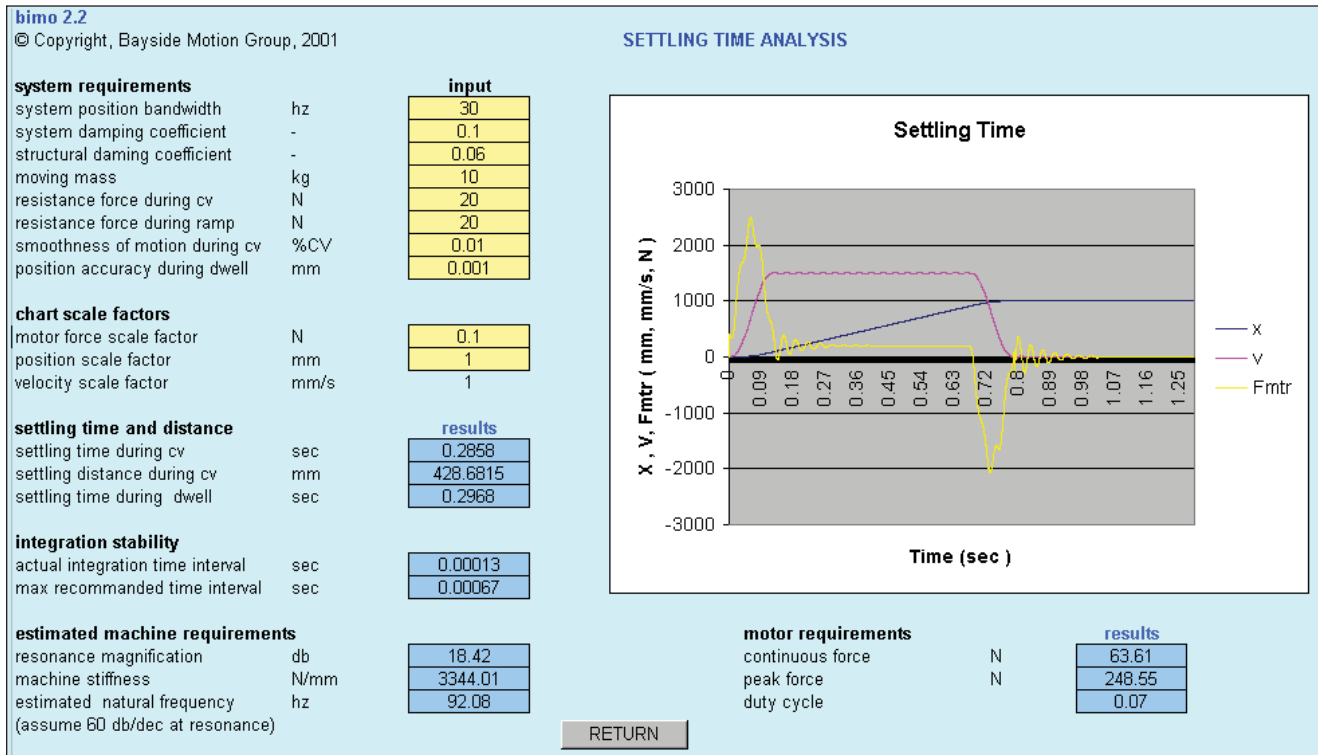 bimo 2.2
© Copyright, Bayside Motion Group, 2001
SETTLING TIME ANALYSIS
system requirements input
system position bandwidth hz 30
system damping coefficient - 0.1
structural daming coefficient - 0.06
moving mass kg 10
resistance force during cv N 20
resistance force during ramp N 20
smoothness of motion during cv %CV 0.01
position accuracy during dwell mm 0.001
chart scale factors
motor force scale factor N 0.1
position scale factor mm 1
velocity scale factor mm/s 1
settling time and distance results
settling time during cv sec 0.2858
settling distance during cv mm 428.6815
settling time during dwell sec 0.2968
integration stability
actual integration time interval sec 0.00013
max recommanded time interval sec 0.00067
estimated machine requirements
resonance magnification db 18.42
machine stiffness N/mm 3344.01
estimated natural frequency hz 92.08
(assume 60 db/dec at resonance)
RETURN
Settling Time
X , V, Fmtr ( mm, mm/s, N )
3000
2000
1000
0
-1000
-2000
-3000
0 0.09 0.18 0.27 0.36 0.45 0.54 0.63 0.72 0.8 0.89 0.98 1.07 1.16 1.25
Time (sec )
X
V
Fmtr
motor requirements results
continuous force N 63.61
peak force N 248.55
duty cycle 0.07